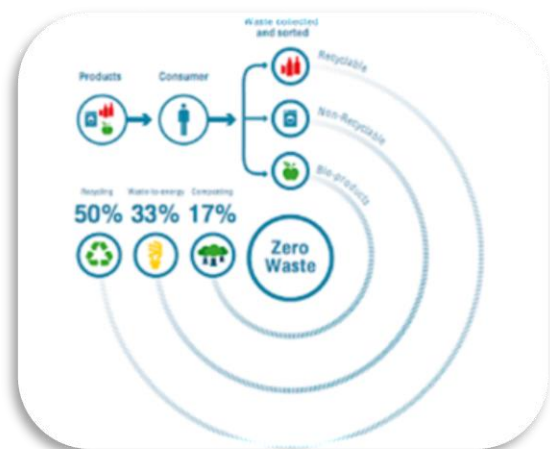 Waste collected
and sorted
Products
Consumer
Recyclable
Non-Recyclable
Bio-products
Recycling
Waste-to-energy
Composting
50%
33%
17%
Zero
Waste